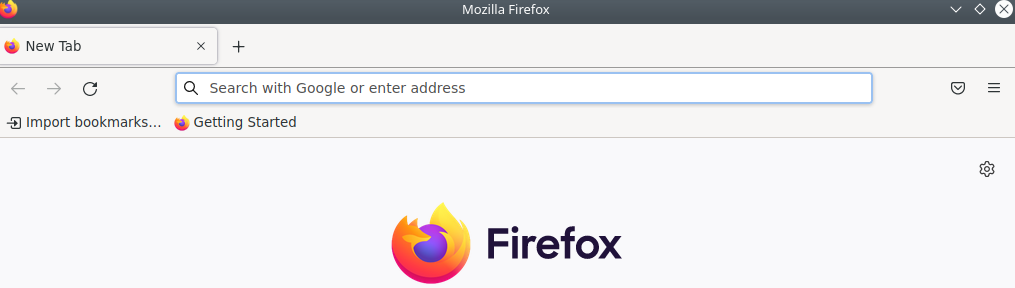 Mozilla Firefox
New Tab
Search with Google or enter address
Import bookmarks... Getting Started
Firefox